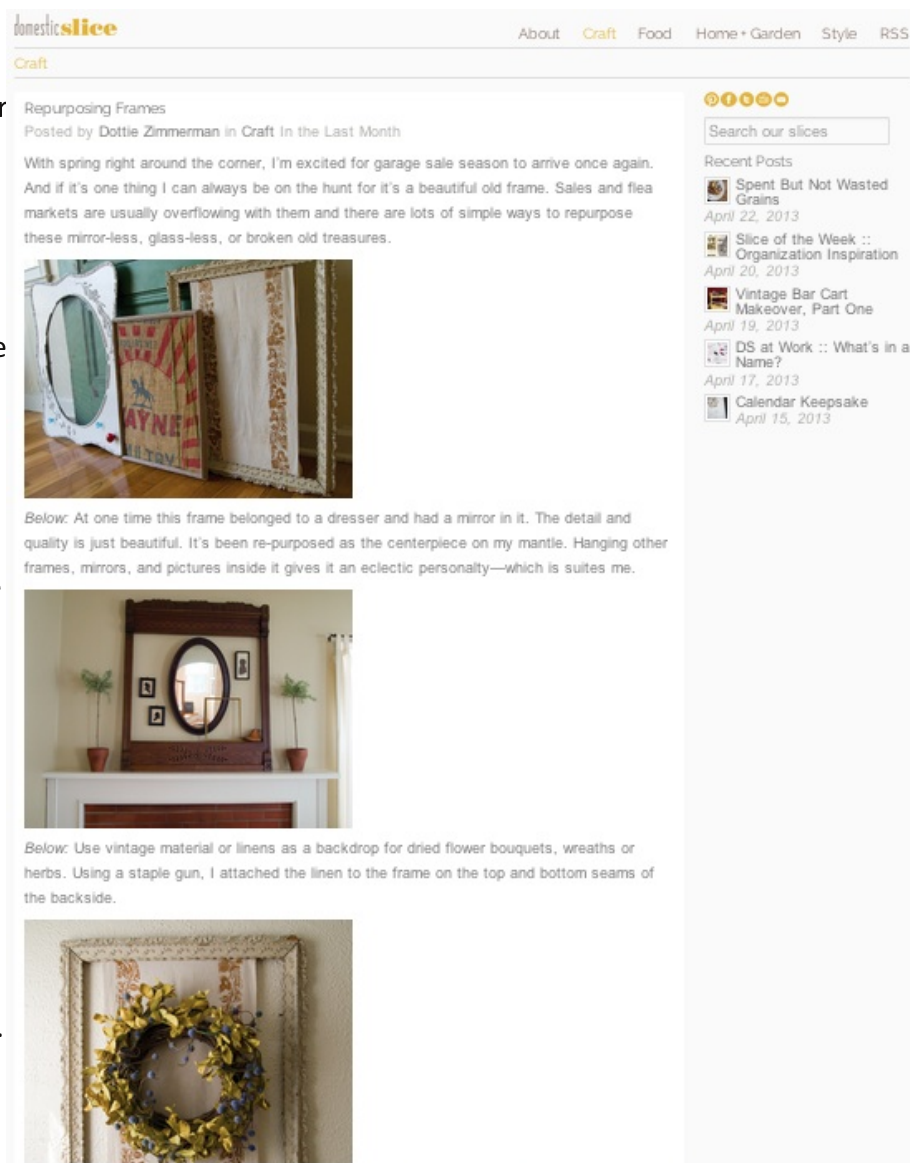 domesticslice
About Craft Food Home + Garden Style RSS
Craft
Repurposing Frames
Posted by Dottie Zimmerman in Craft In the Last Month
With spring right around the corner, I'm excited for garage sale season to arrive once again.
And if it's one thing I can always be on the hunt for it's a beautiful old frame. Sales and flea
markets are usually overflowing with them and there are lots of simple ways to repurpose
these mirror-less, glass-less, or broken old treasures.
AYNE
Below: At one time this frame belonged to a dresser and had a mirror in it. The detail and
quality is just beautiful. It's been re-purposed as the centerpiece on my mantle. Hanging other
frames, mirrors, and pictures inside it gives it an eclectic personalty—which is suites me.
Below: Use vintage material or linens as a backdrop for dried flower bouquets, wreaths or
herbs. Using a staple gun, I attached the linen to the frame on the top and bottom seams of
the backside.
Search our slices
Recent Posts
Spent But Not Wasted
Grains
April 22, 2013
Slice of the Week ::
Organization Inspiration
April 20, 2013
Vintage Bar Cart
Makeover, Part One
April 19, 2013
DS at Work :: What's in a
Name?
April 17, 2013
Calendar Keepsake
April 15, 2013
r
e
.